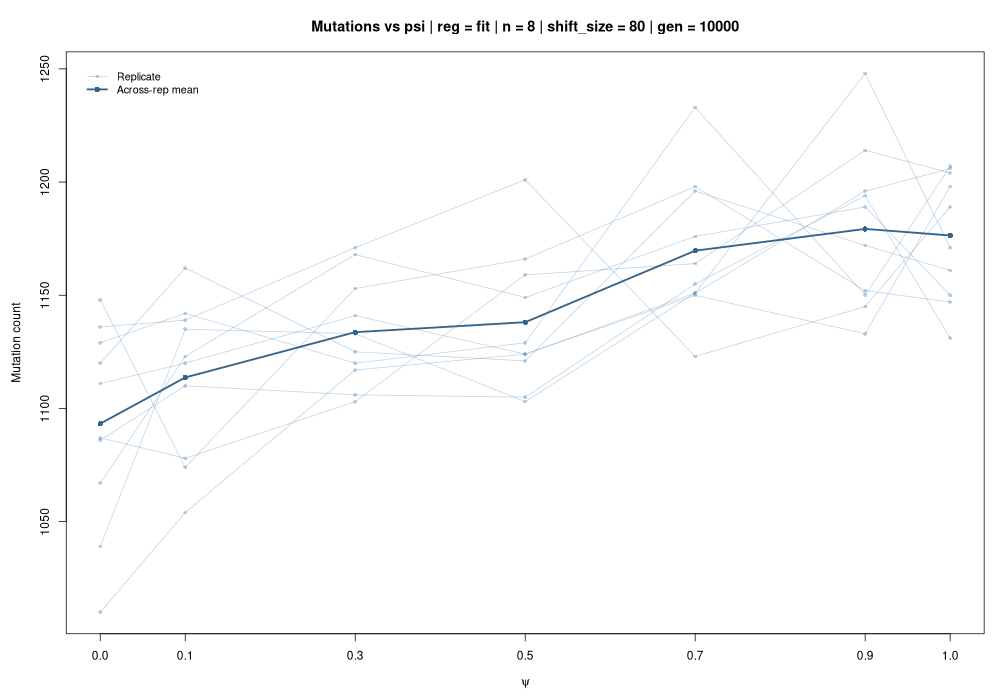 Mutations vs psi | reg = fit | n = 8 | shift_size = 80 | gen = 10000
Replicate
Across-rep mean
Mutation count
1250
1200
1150
1100
1050
0.0 0.1 0.3 0.5 0.7 0.9 1.0
ψ